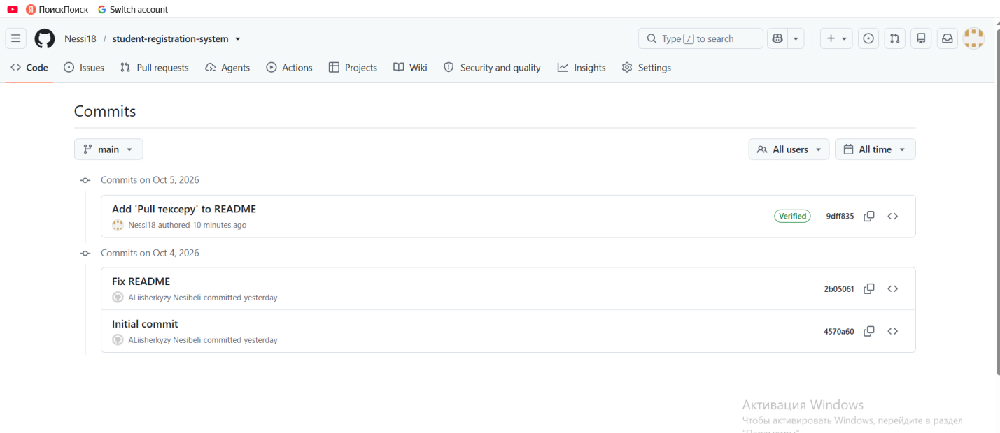 ПоискПоиск Switch account
Nessi18 / student-registration-system Type / to search
Code Issues Pull requests Agents Actions Projects Wiki Security and quality Insights Settings
Commits
main All users All time
Commits on Oct 5, 2026
Add 'Pull тексеру' to README
Nessi18 authored 10 minutes ago Verified 9dff835
Commits on Oct 4, 2026
Fix README
ALiisherkyzy Nesibeli committed yesterday 2b05061
Initial commit
ALiisherkyzy Nesibeli committed yesterday 4570a60
Активация Windows
Чтобы активировать Windows, перейдите в раздел
"Параметры".